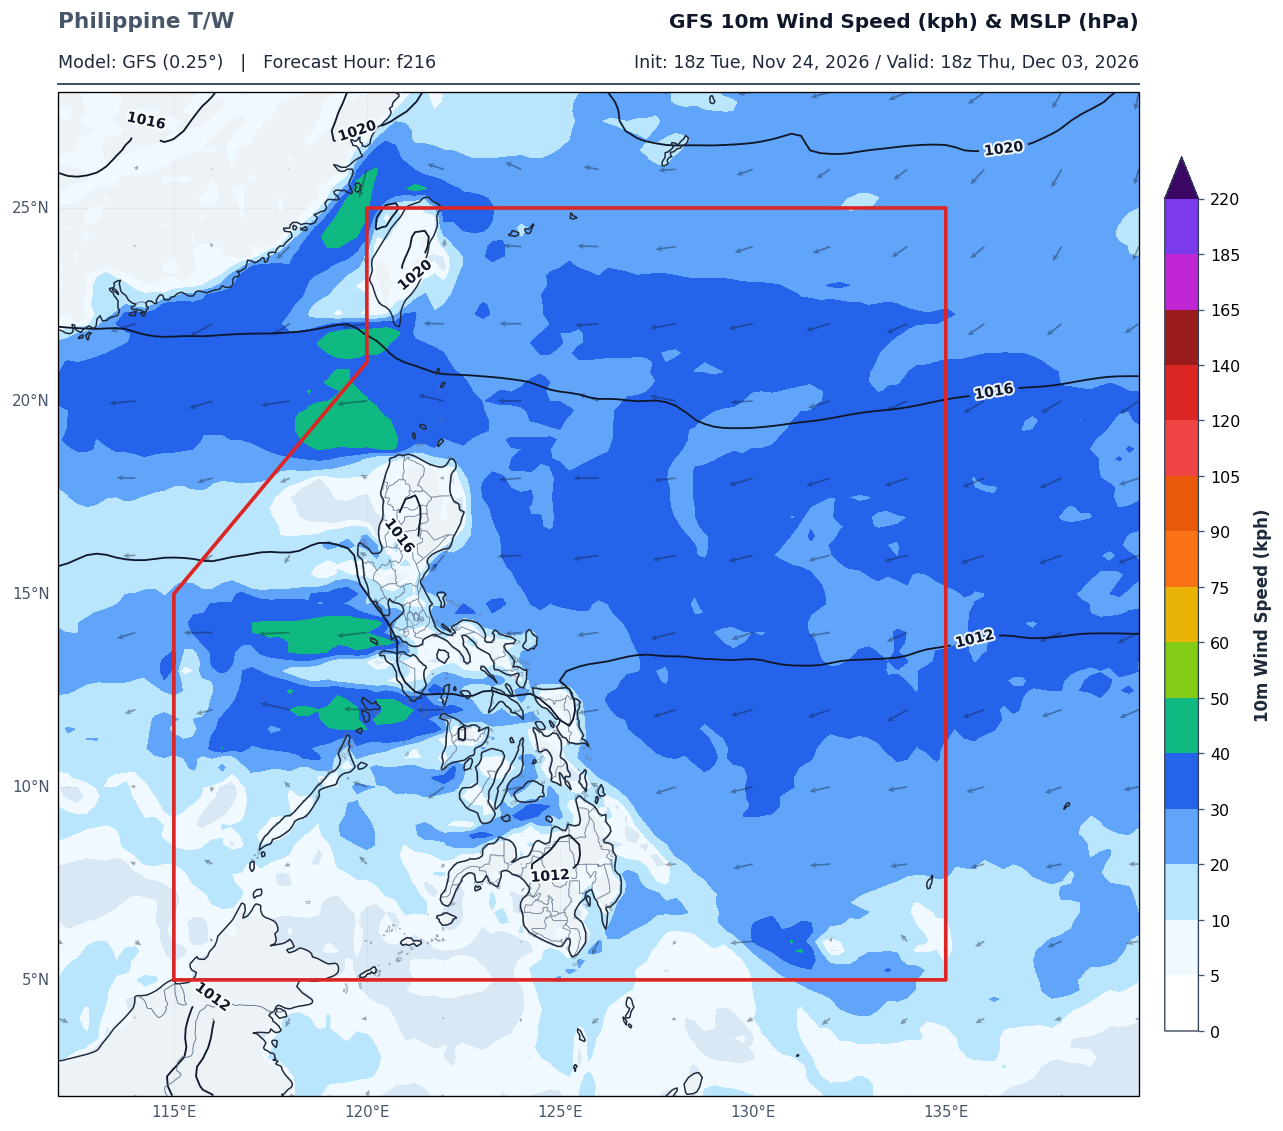 Philippine T/W
GFS 10m Wind Speed (kph) & MSLP (hPa)
Model: GFS (0.25°)   |   Forecast Hour: f216
Init: 18z Tue, Nov 24, 2026 / Valid: 18z Thu, Dec 03, 2026
1016
1020
1020
1020
1016
1016
1012
1012
1012
25°N
20°N
15°N
10°N
5°N
115°E
120°E
125°E
130°E
135°E
220
185
165
140
120
105
90
75
60
50
40
30
20
10
5
0
10m Wind Speed (kph)